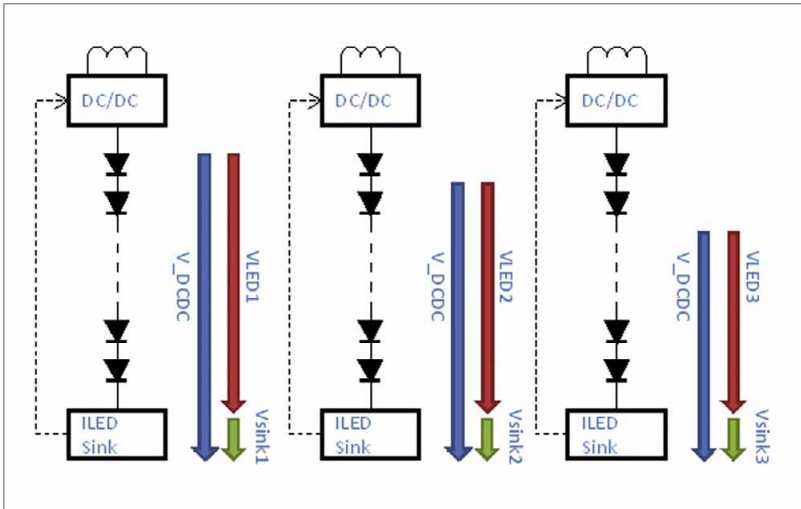 DC/DC
V_DCDC
VLED1
ILED
Sink
Vsink1
DC/DC
V_DCDC
VLED2
ILED
Sink
Vsink2
DC/DC
V_DCDC
VLED3
ILED
Sink
Vsink3